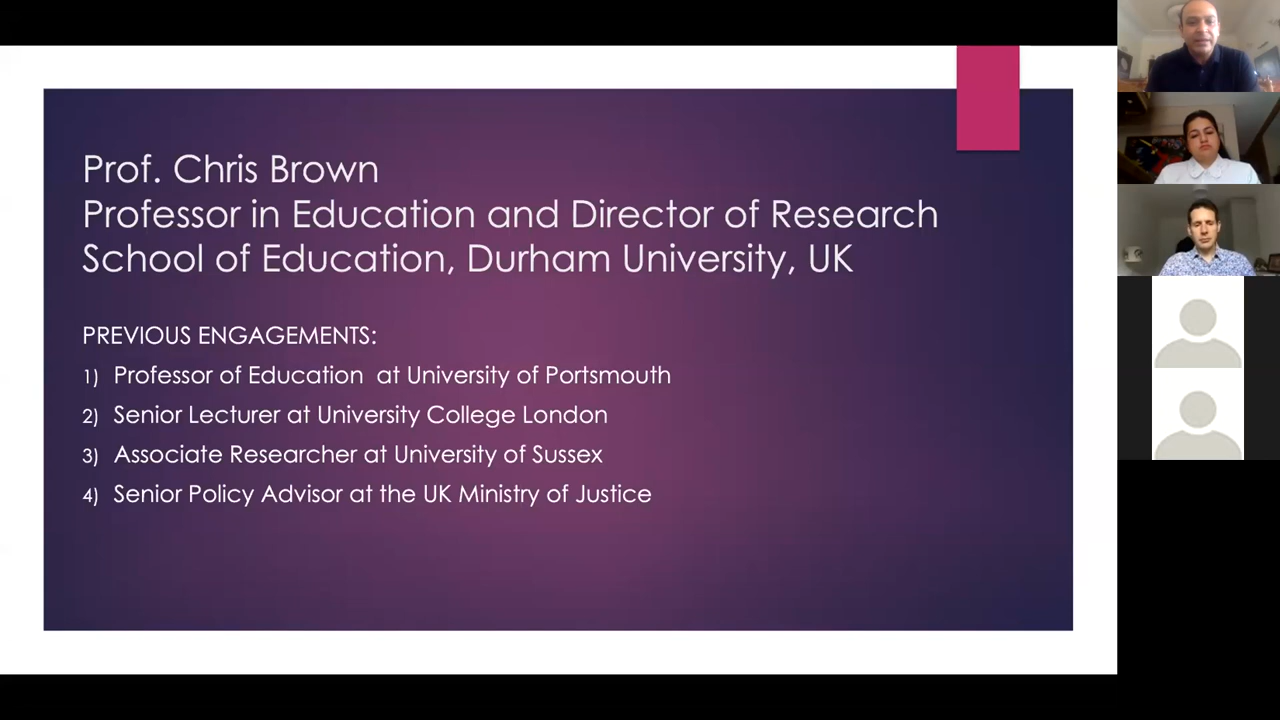 Prof. Chris Brown
Professor in Education and Director of Research
School of Education, Durham University, UK
PREVIOUS ENGAGEMENTS:
1) Professor of Education at University of Portsmouth
2) Senior Lecturer at University College London
3) Associate Researcher at University of Sussex
4) Senior Policy Advisor at the UK Ministry of Justice